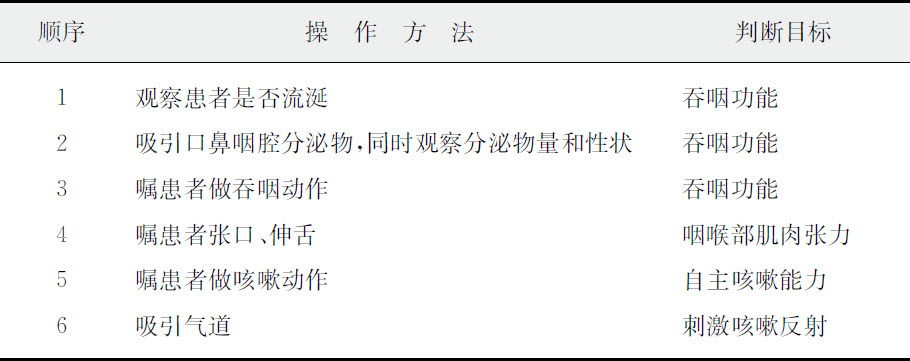 顺序 操 作 方 法 判断目标
1 观察患者是否流涎 吞咽功能
2 吸引口鼻咽腔分泌物,同时观察分泌物量和性状 吞咽功能
3 嘱患者做吞咽动作 吞咽功能
4 嘱患者张口、伸舌 咽喉部肌肉张力
5 嘱患者做咳嗽动作 自主咳嗽能力
6 吸引气道 刺激咳嗽反射